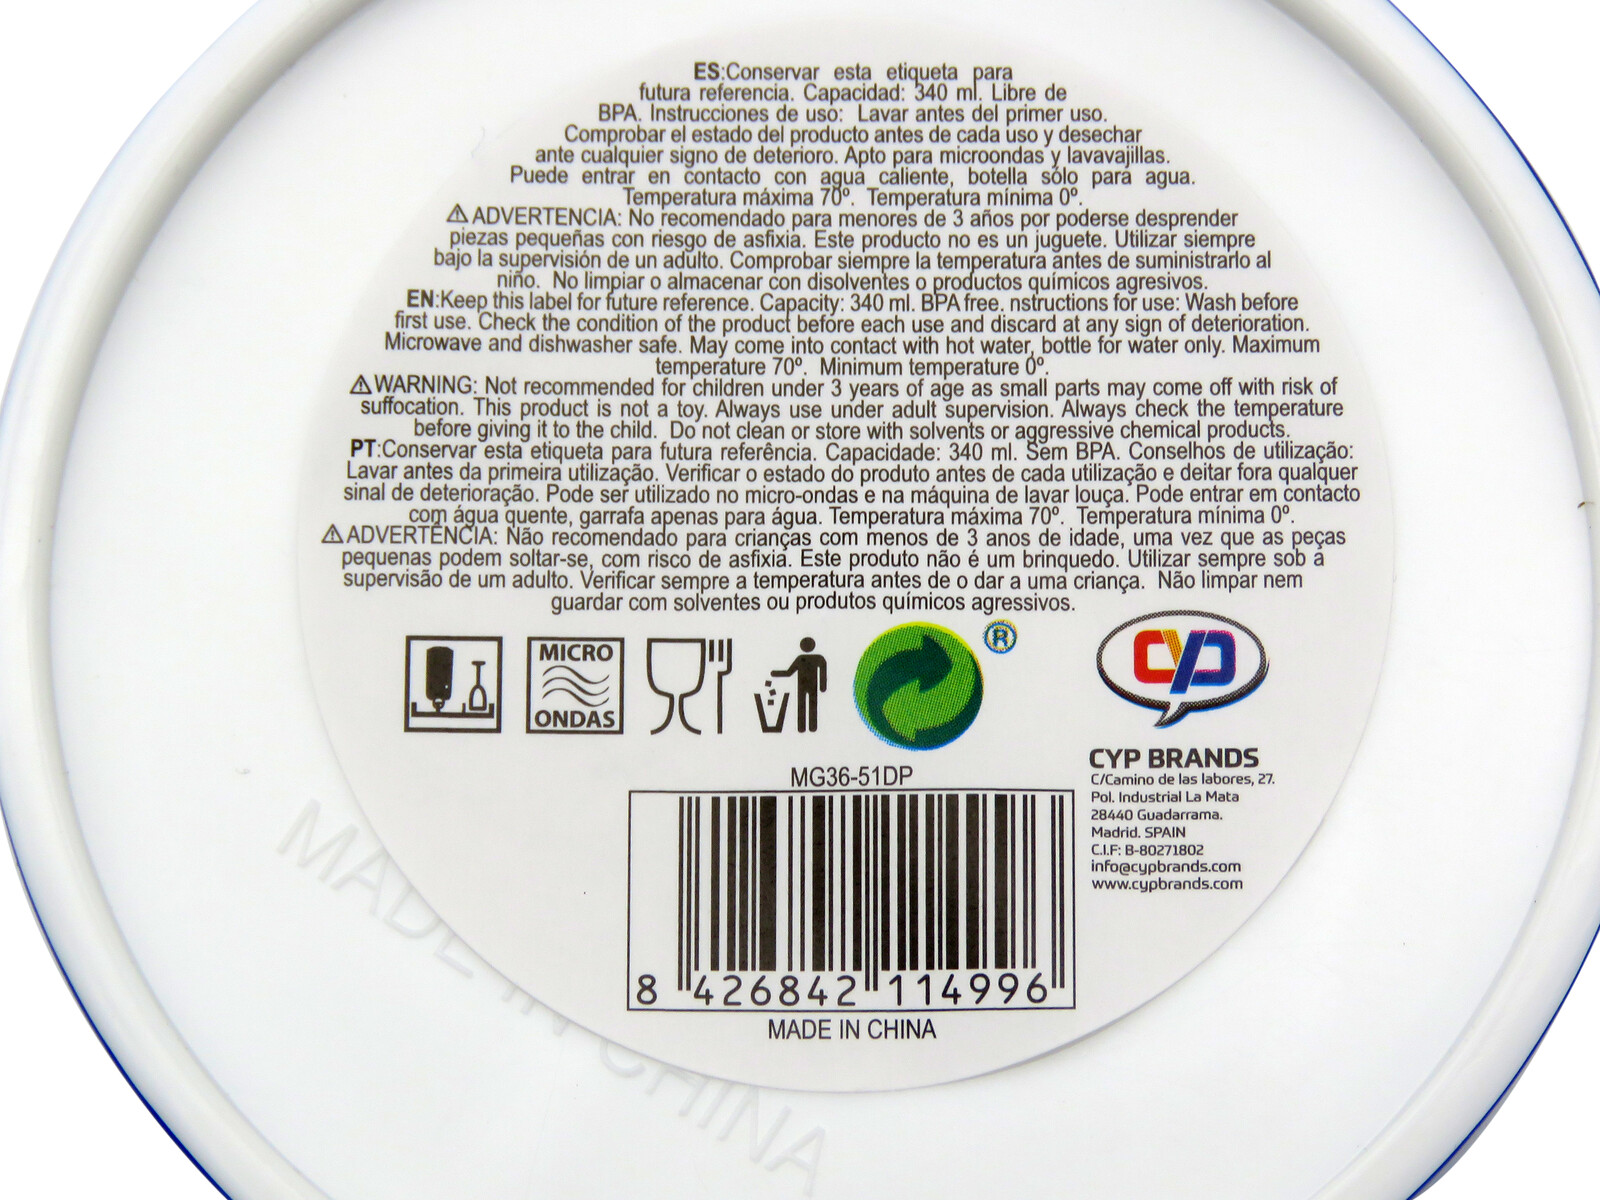 ES:Conservar esta etiqueta para
futura referencia. Capacidad: 340 ml. Libre de
BPA. Instrucciones de uso: Lavar antes del primer uso.
Comprobar el estado del producto antes de cada uso y desechar
ante cualquier signo de deterioro. Apto para microondas y lavavajillas.
Puede entrar en contacto con agua caliente, botella sólo para agua.
Temperatura máxima 70º. Temperatura mínima 0º.
⚠ADVERTENCIA: No recomendado para menores de 3 años por poderse desprender
piezas pequeñas con riesgo de asfixia. Este producto no es un juguete. Utilizar siempre
bajo la supervisión de un adulto. Comprobar siempre la temperatura antes de suministrarlo al
niño. No limpiar o almacenar con disolventes o productos químicos agresivos.
EN:Keep this label for future reference. Capacity: 340 ml. BPA free. nstructions for use: Wash before
first use. Check the condition of the product before each use and discard at any sign of deterioration.
Microwave and dishwasher safe. May come into contact with hot water, bottle for water only. Maximum
temperature 70º. Minimum temperature 0º.
⚠WARNING: Not recommended for children under 3 years of age as small parts may come off with risk of
suffocation. This product is not a toy. Always use under adult supervision. Always check the temperature
before giving it to the child. Do not clean or store with solvents or aggressive chemical products.
PT:Conservar esta etiqueta para futura referência. Capacidade: 340 ml. Sem BPA. Conselhos de utilização:
Lavar antes da primeira utilização. Verificar o estado do produto antes de cada utilização e deitar fora qualquer
sinal de deterioração. Pode ser utilizado no micro-ondas e na máquina de lavar louça. Pode entrar em contacto
com água quente, garrafa apenas para água. Temperatura máxima 70º. Temperatura mínima 0º.
⚠ADVERTÊNCIA: Não recomendado para crianças com menos de 3 anos de idade, uma vez que as peças
pequenas podem soltar-se, com risco de asfixia. Este produto não é um brinquedo. Utilizar sempre sob a
supervisão de um adulto. Verificar sempre a temperatura antes de o dar a uma criança. Não limpar nem
guardar com solventes ou produtos químicos agressivos.
MICRO
ONDAS
®
CYP
CYP BRANDS
C/Camino de las labores, 27.
Pol. Industrial La Mata
28440 Guadarrama.
Madrid. SPAIN
C.I.F: B-80271802
info@cypbrands.com
www.cypbrands.com
MG36-51DP
8 426842 114996
MADE IN CHINA
MADE IN CHINA